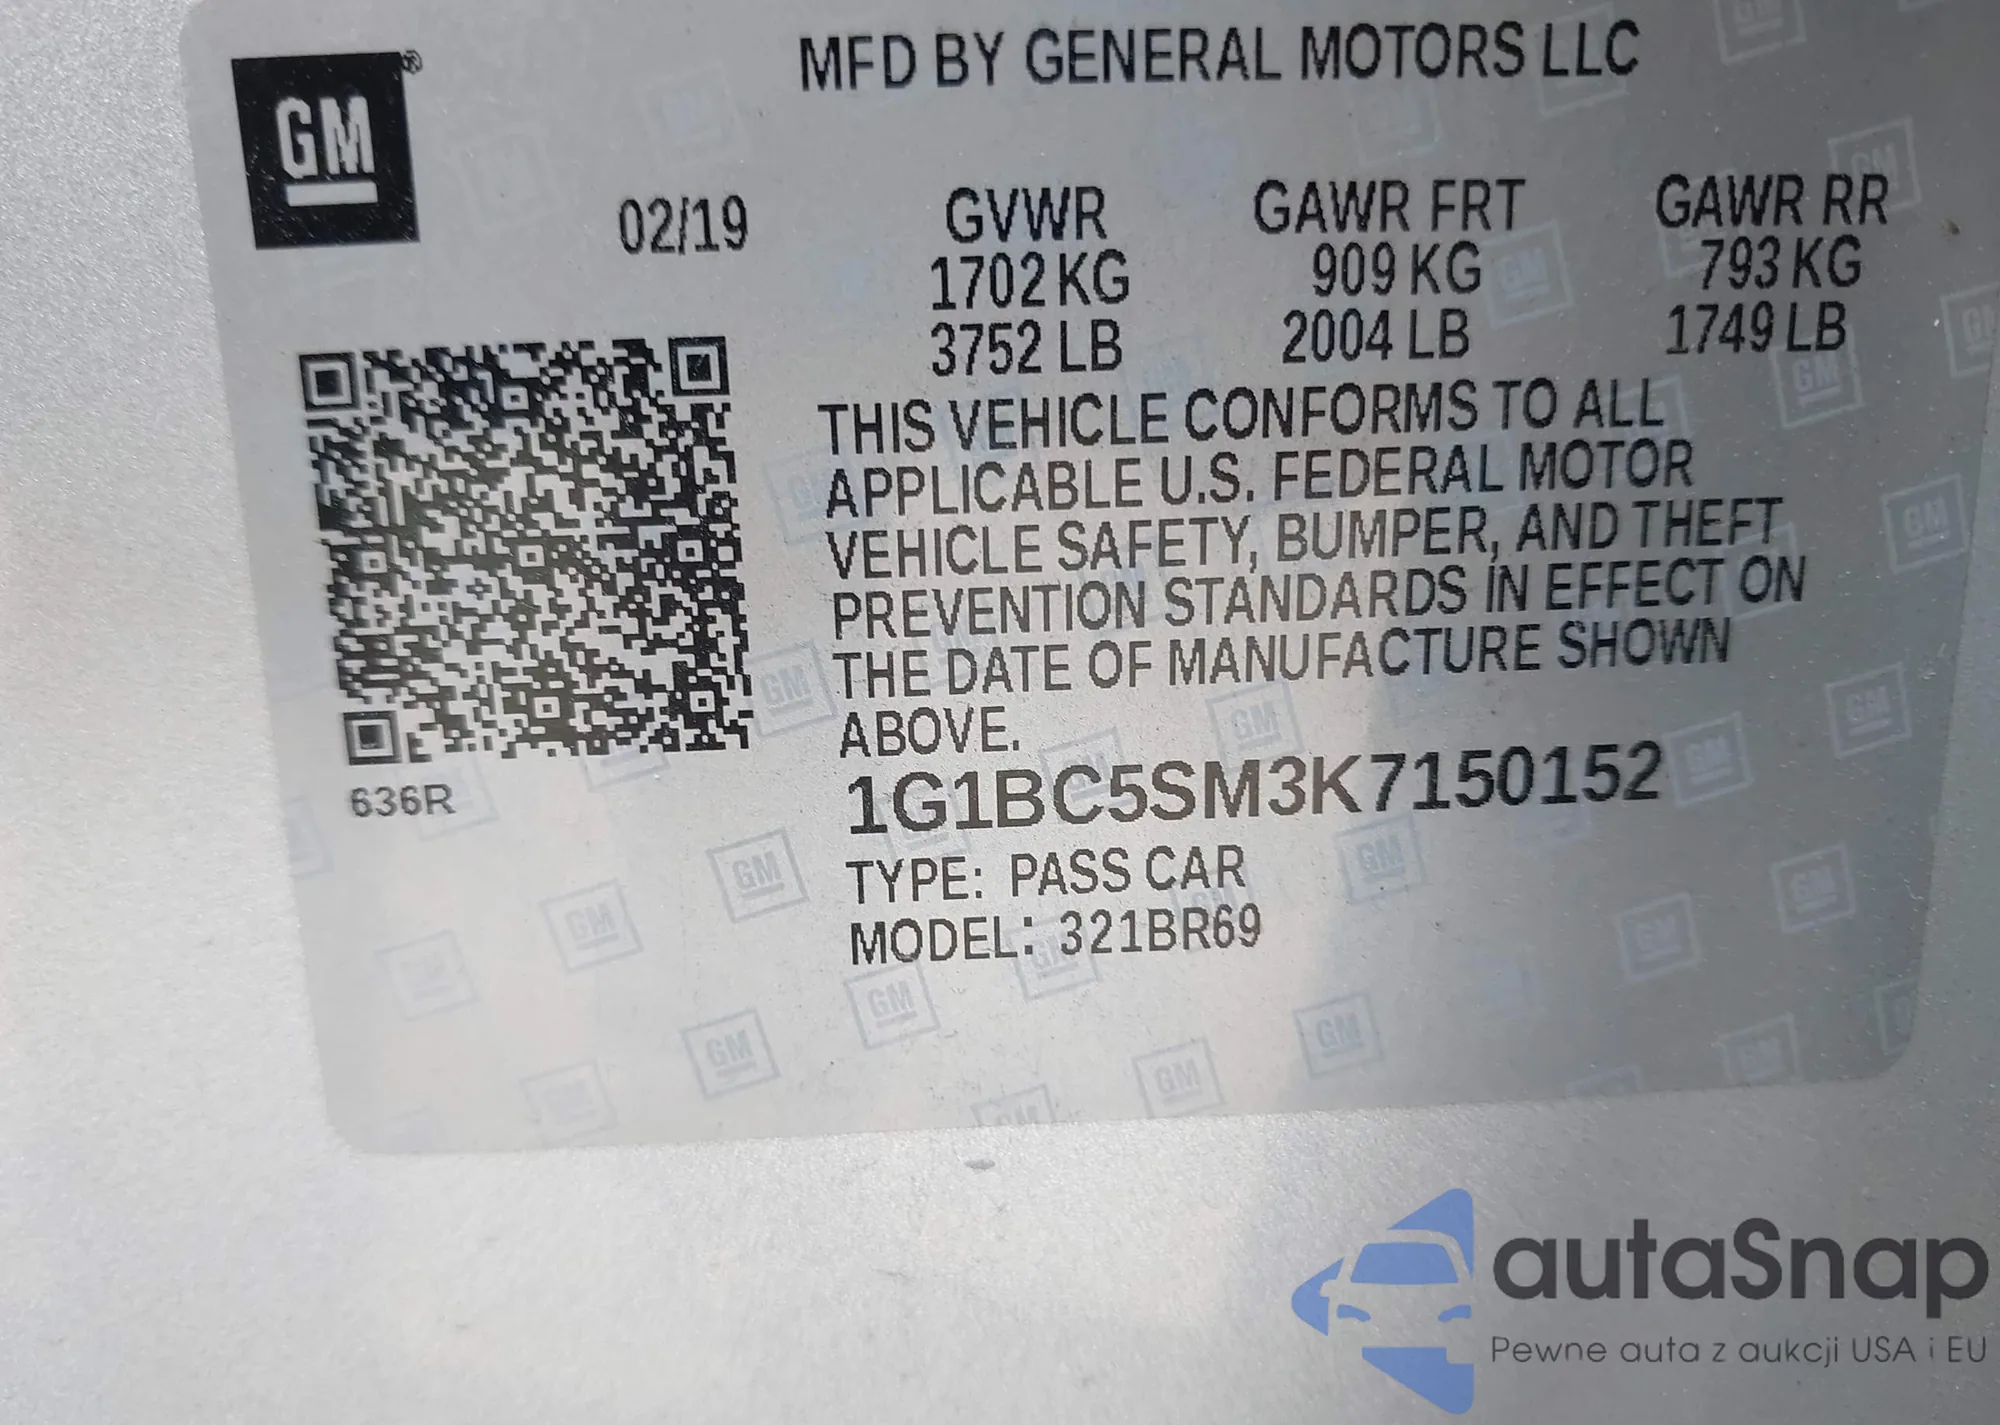 GM®
MFD BY GENERAL MOTORS LLC
02/19
GVWR
1702 KG
3752 LB
GAWR FRT
909 KG
2004 LB
GAWR RR
793 KG
1749 LB
THIS VEHICLE CONFORMS TO ALL
APPLICABLE U.S. FEDERAL MOTOR
VEHICLE SAFETY, BUMPER, AND THEFT
PREVENTION STANDARDS IN EFFECT ON
THE DATE OF MANUFACTURE SHOWN
ABOVE.
1G1BC5SM3K7150152
TYPE: PASS CAR
MODEL: 321BR69
636R
autaSnap
Pewne auta z aukcji USA i EU